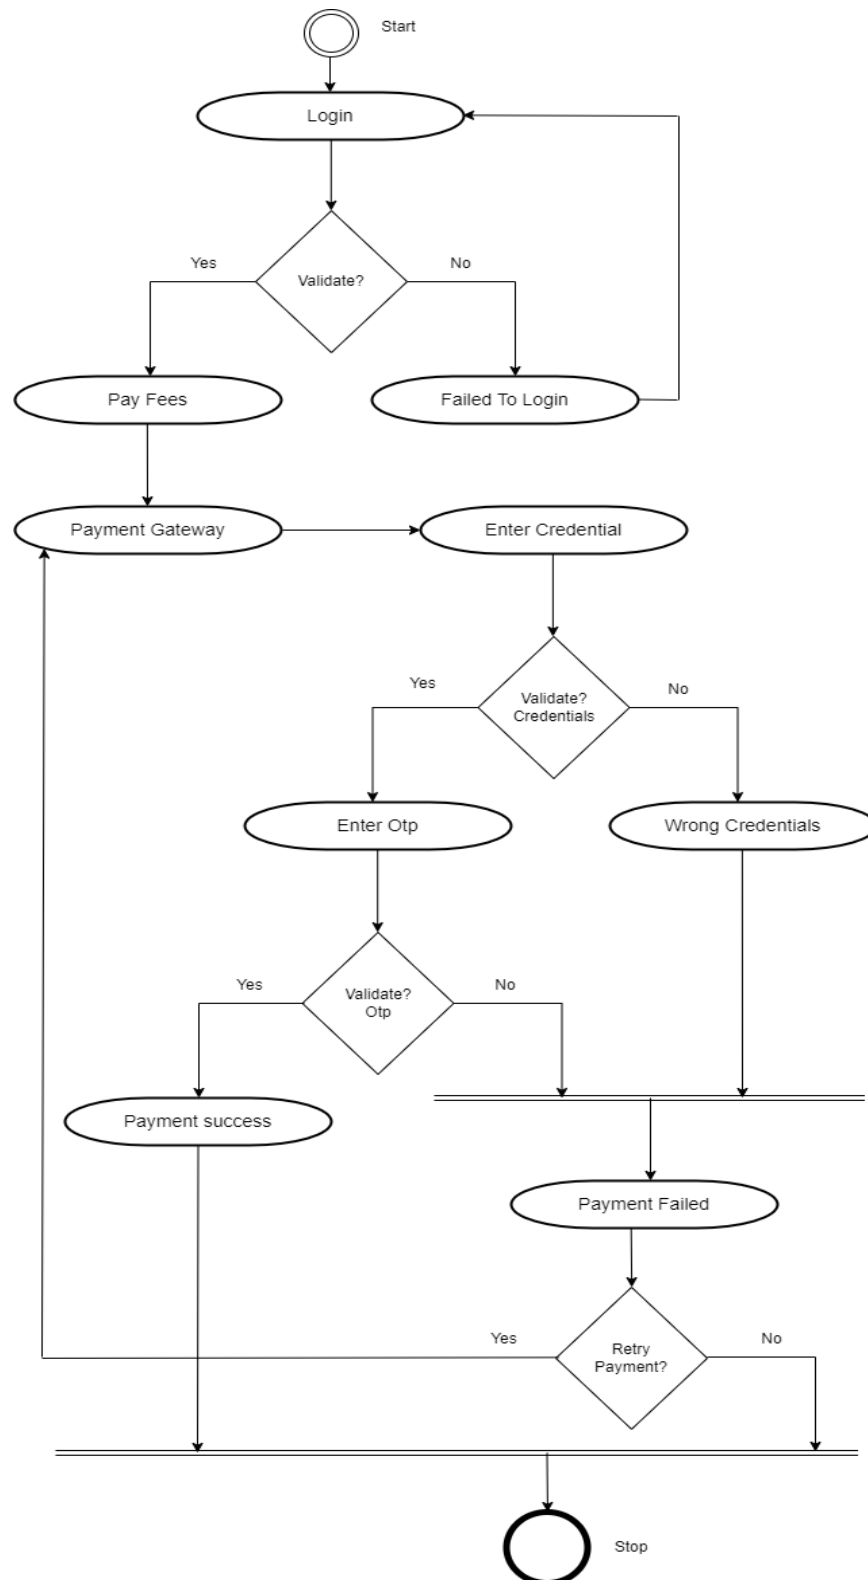 Start
Login
Validate?
Yes
No
Pay Fees
Failed To Login
Payment Gateway
Enter Credential
Validate?
Credentials
Yes
No
Enter Otp
Wrong Credentials
Validate?
Otp
Yes
No
Payment success
Payment Failed
Retry
Payment?
Yes
No
Stop